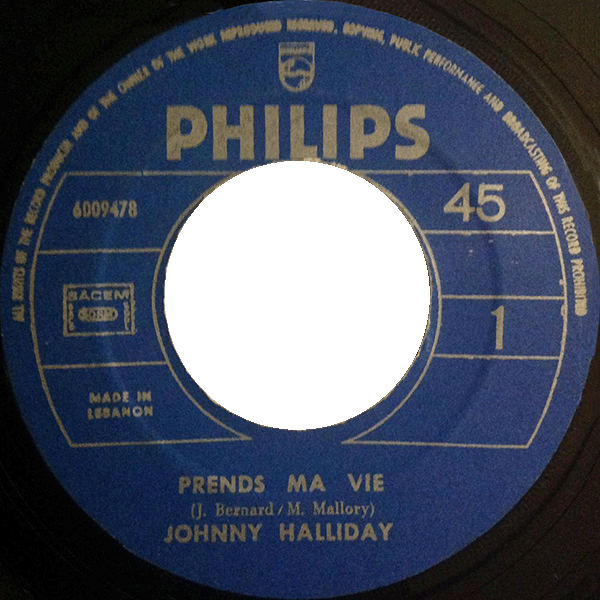 ALL RIGHTS OF THE RECORD PRODUCER AND OF THE OWNER OF THE WORK REPRODUCED RESERVED, COPYING, PUBLIC PERFORMANCE AND BROADCASTING OF THIS RECORD PROHIBITED
PHILIPS
PHILIPS
6009478
45
SACEM
1
MADE IN
LEBANON
PRENDS MA VIE
(J. Bernard / M. Mallory)
JOHNNY HALLIDAY